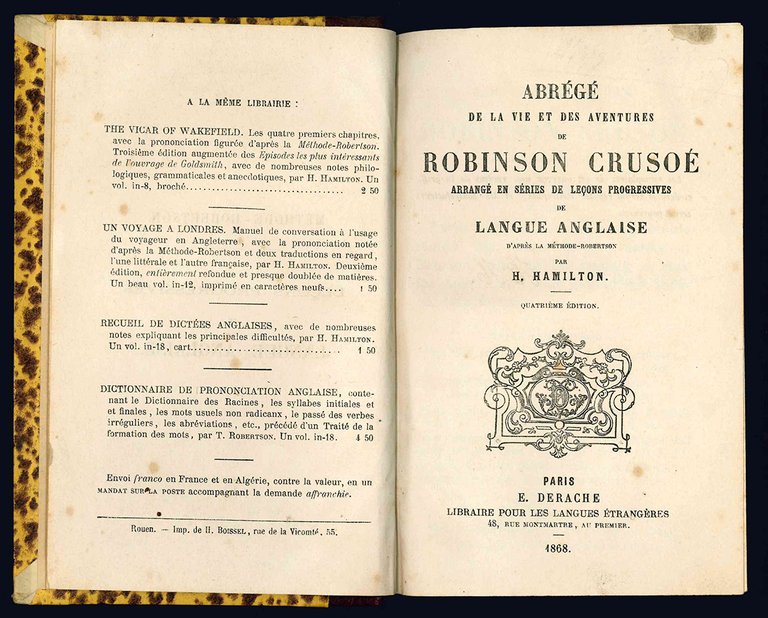 A LA MÊME LIBRAIRIE :
THE VICAR OF WAKEFIELD. Les quatre premiers chapitres,
avec la prononciation figurée d'après la Méthode-Robertson.
Troisième édition augmentée des Episodes les plus intéressants
de l'ouvrage de Goldsmith, avec de nombreuses notes philo-
logiques, grammaticales et anecdotiques, par H. HAMILTON. Un
vol. in-8, broché.................................... 2 50
UN VOYAGE A LONDRES. Manuel de conversation à l'usage
du voyageur en Angleterre, avec la prononciation notée
d'après la Méthode-Robertson et deux traductions en regard,
l'une littérale et l'autre française, par H. HAMILTON. Deuxième
édition, entièrement refondue et presque doublée de matières.
Un beau vol. in-12, imprimé en caractères neufs.... 1 50
RECUEIL DE DICTÉES ANGLAISES, avec de nombreuses
notes expliquant les principales difficultés, par H. HAMILTON.
Un vol. in-18, cart.................................. 1 50
DICTIONNAIRE DE PRONONCIATION ANGLAISE, conte-
nant le Dictionnaire des Racines, les syllabes initiales et
et finales, les mots usuels non radicanx, le passé des verbes
irréguliers, les abréviations, etc., précédé d'un Traité de la
formation des mots, par T. ROBERTSON. Un vol. in-18. 4 50
Envoi franco en France et en Algérie, contre la valeur, en un
MANDAT SUR LA POSTE accompagnant la demande affranchie.
Rouen. — Imp. de H. BOISSEL, rue de la Vicomté, 55.
ABRÉGÉ
DE LA VIE ET DES AVENTURES
DE
ROBINSON CRUSOÉ
ARRANGÉ EN SÉRIES DE LEÇONS PROGRESSIVES
DE
LANGUE ANGLAISE
D'APRÈS LA MÉTHODE-ROBERTSON
PAR
H. HAMILTON.
QUATRIÈME ÉDITION.
PARIS
E. DERACHE
LIBRAIRE POUR LES LANGUES ÉTRANGÈRES
48, RUE MONTMARTRE, AU PREMIER.
1868.